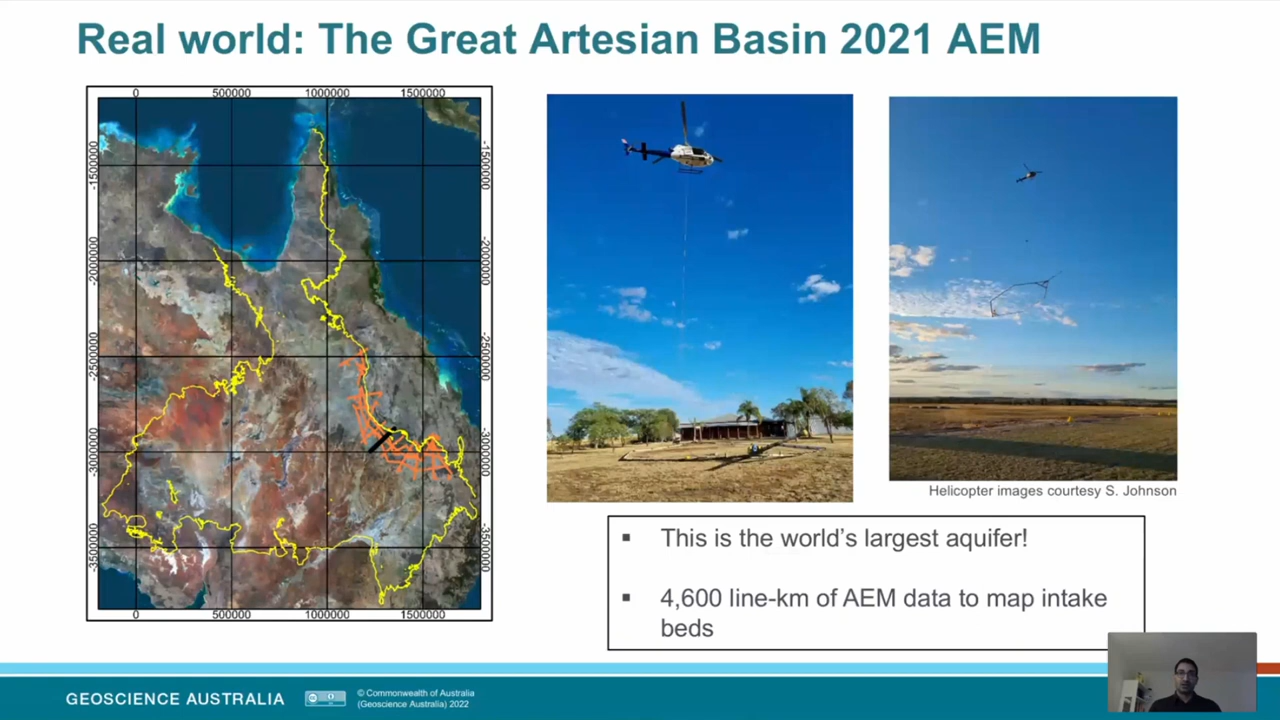 Real world: The Great Artesian Basin 2021 AEM
0 500000 1000000 1500000
-1500000 -1500000
-2000000 -2000000
-2500000 -2500000
-3000000 -3000000
-3500000 -3500000
0 500000 1000000 1500000
Helicopter images courtesy S. Johnson
▪ This is the world's largest aquifer!
▪ 4,600 line-km of AEM data to map intake
beds
GEOSCIENCE AUSTRALIA
© Commonwealth of Australia
(Geoscience Australia) 2022